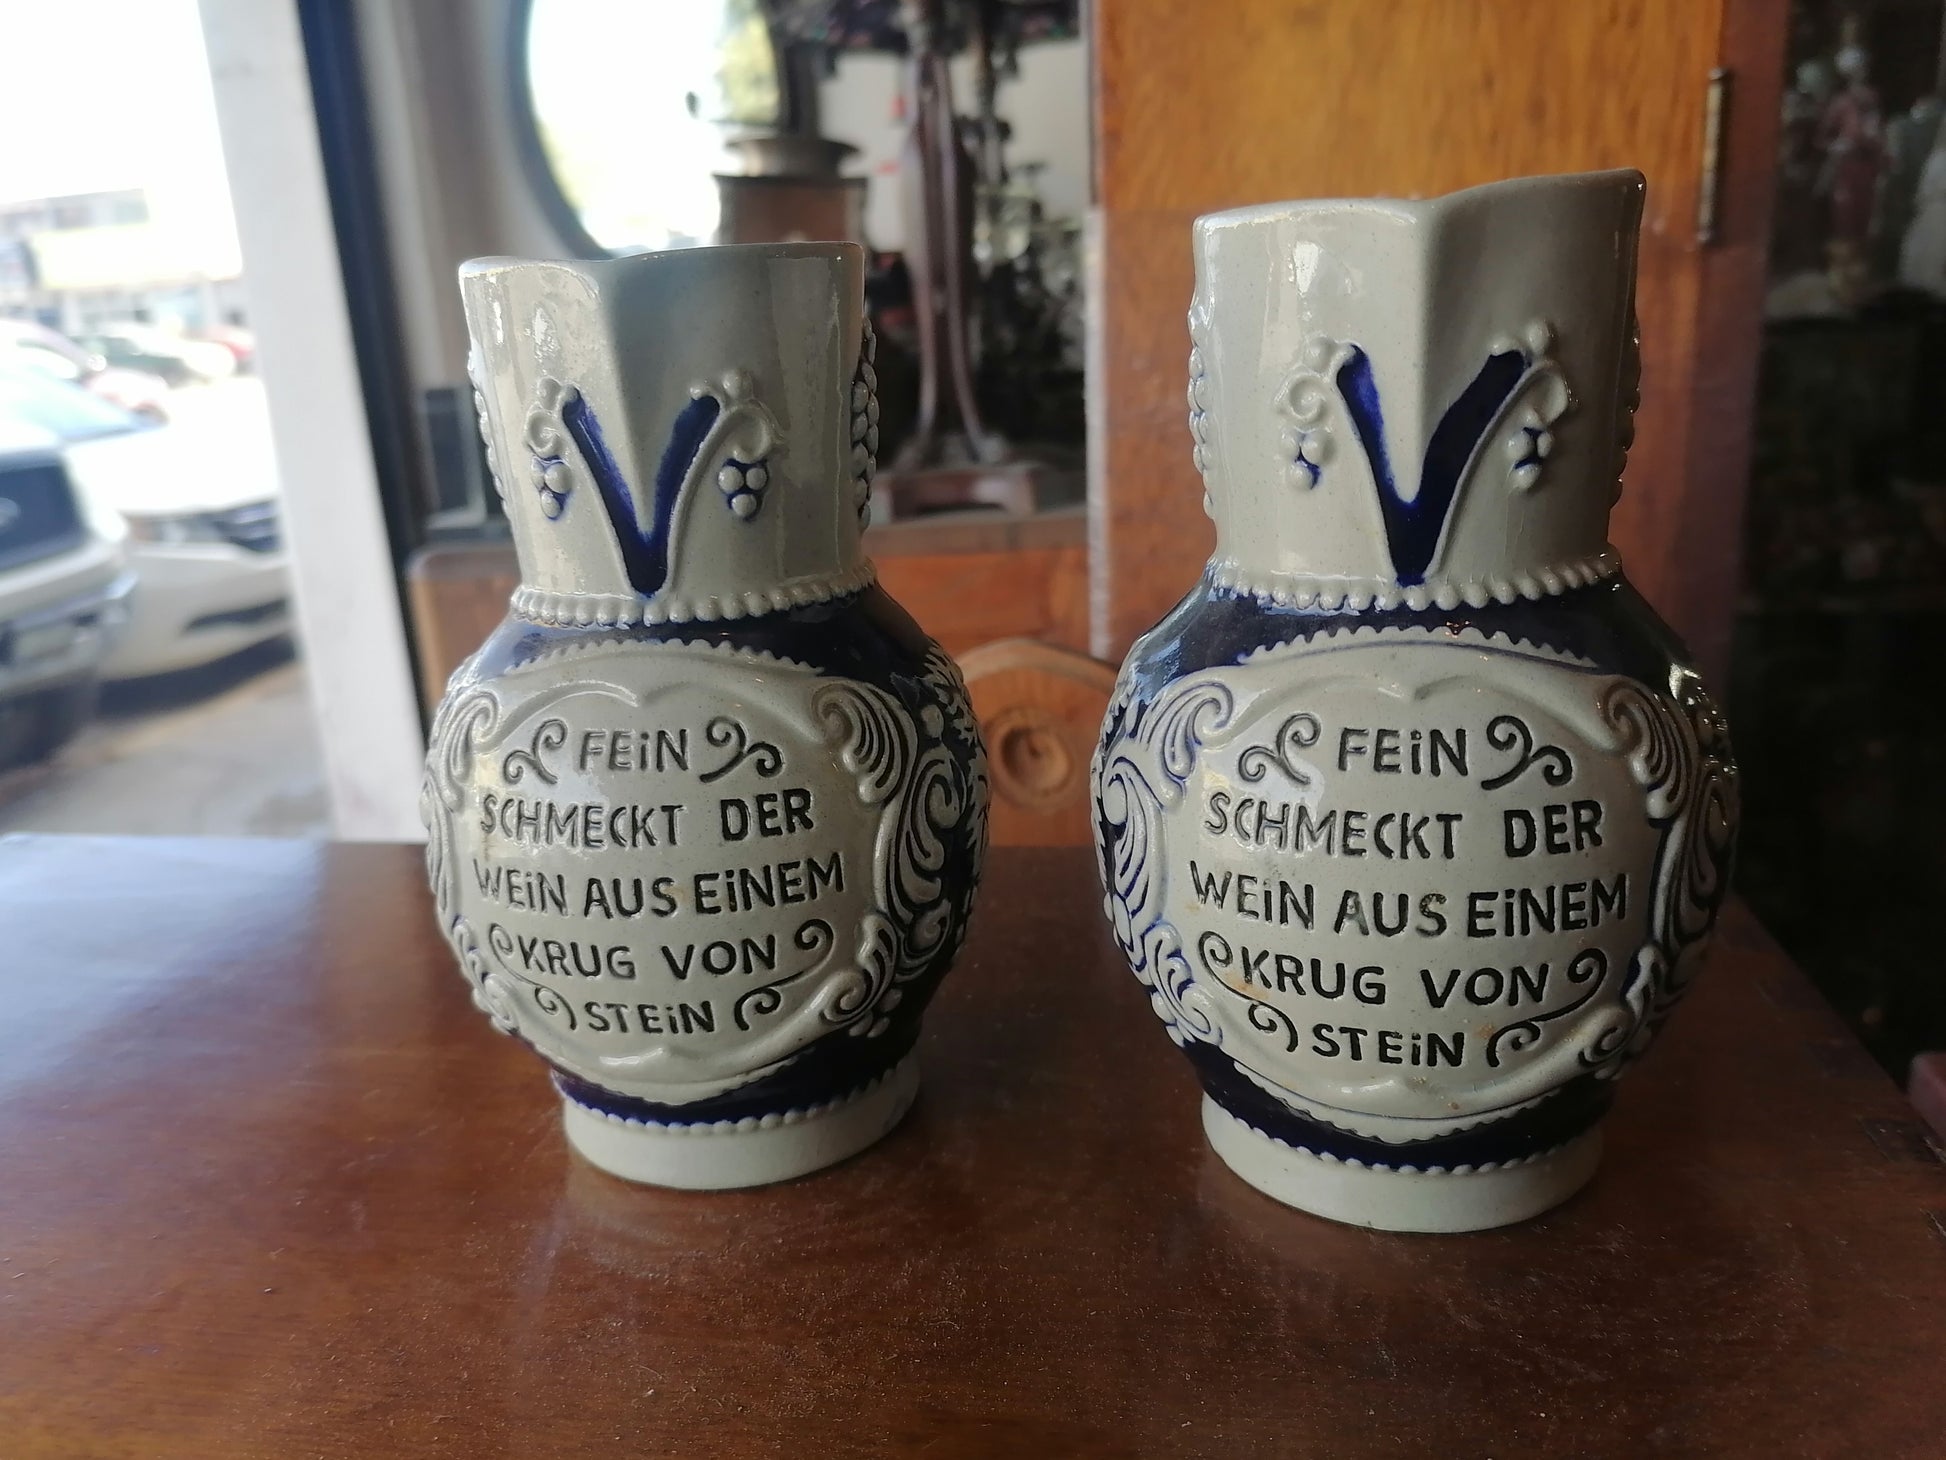 FEiN
SCHMECKT DER
WEiN AUS EiNEM
KRUG VON
STEiN
FEiN
SCHMECKT DER
WEiN AUS EiNEM
KRUG VON
STEiN